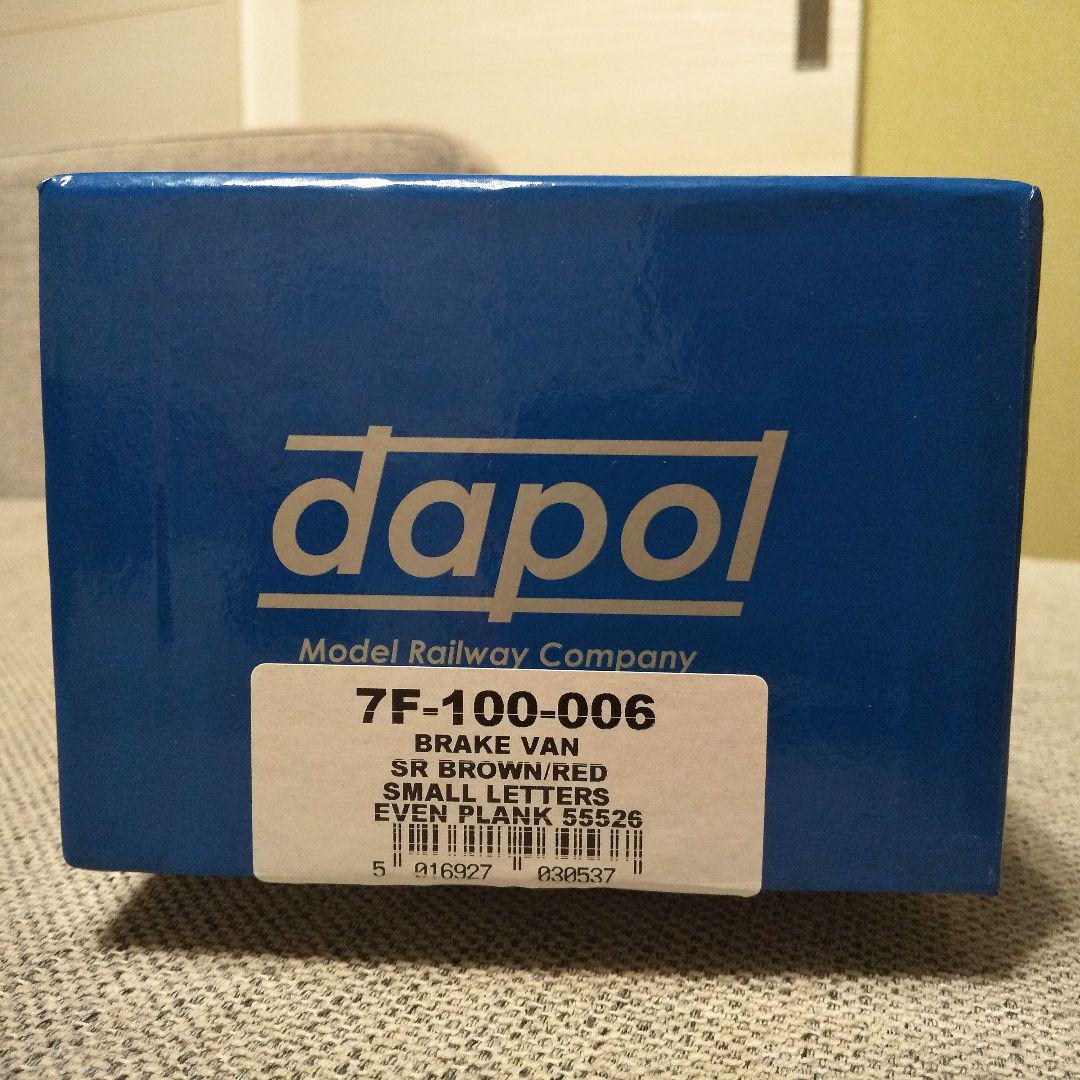 dapol
Model Railway Company
7F-100-006
BRAKE VAN
SR BROWN/RED
SMALL LETTERS
EVEN PLANK 55526
5 016927 030537